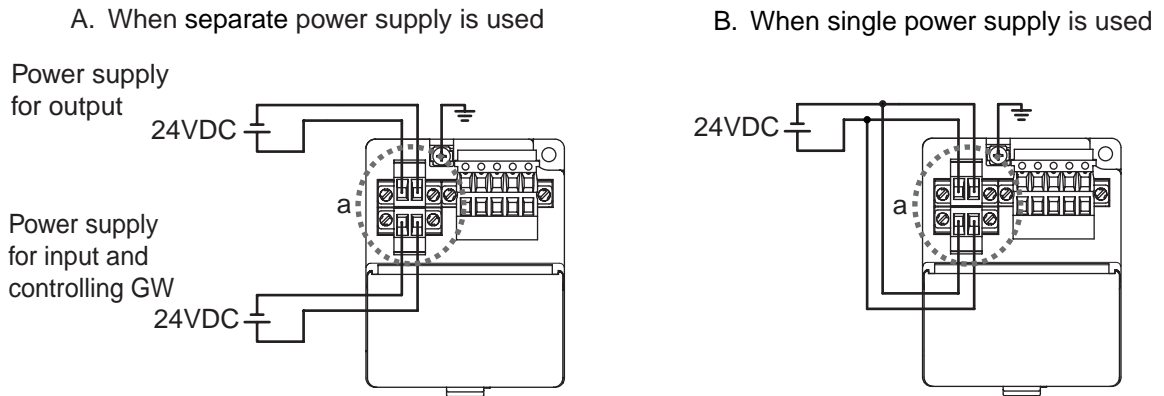 A. When separate power supply is used
Power supply
for output
24VDC
a
Power supply
for input and
controlling GW
24VDC
B. When single power supply is used
24VDC
a